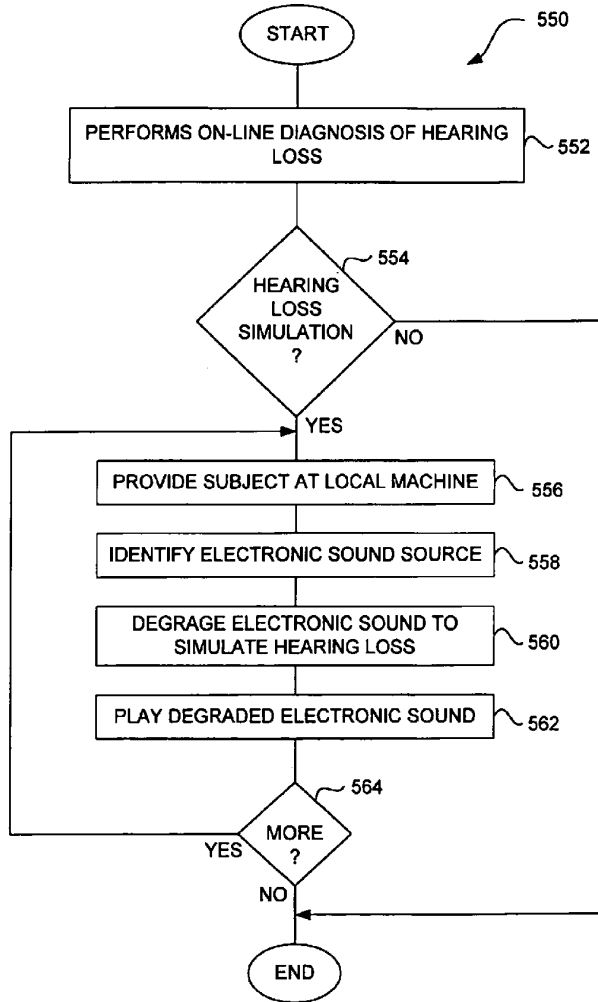 START
550
PERFORMS ON-LINE DIAGNOSIS OF HEARING
LOSS
552
554
HEARING
LOSS
SIMULATION
?
NO
YES
PROVIDE SUBJECT AT LOCAL MACHINE
556
IDENTIFY ELECTRONIC SOUND SOURCE
558
DEGRAGE ELECTRONIC SOUND TO
SIMULATE HEARING LOSS
560
PLAY DEGRADED ELECTRONIC SOUND
562
564
MORE
?
YES
NO
END